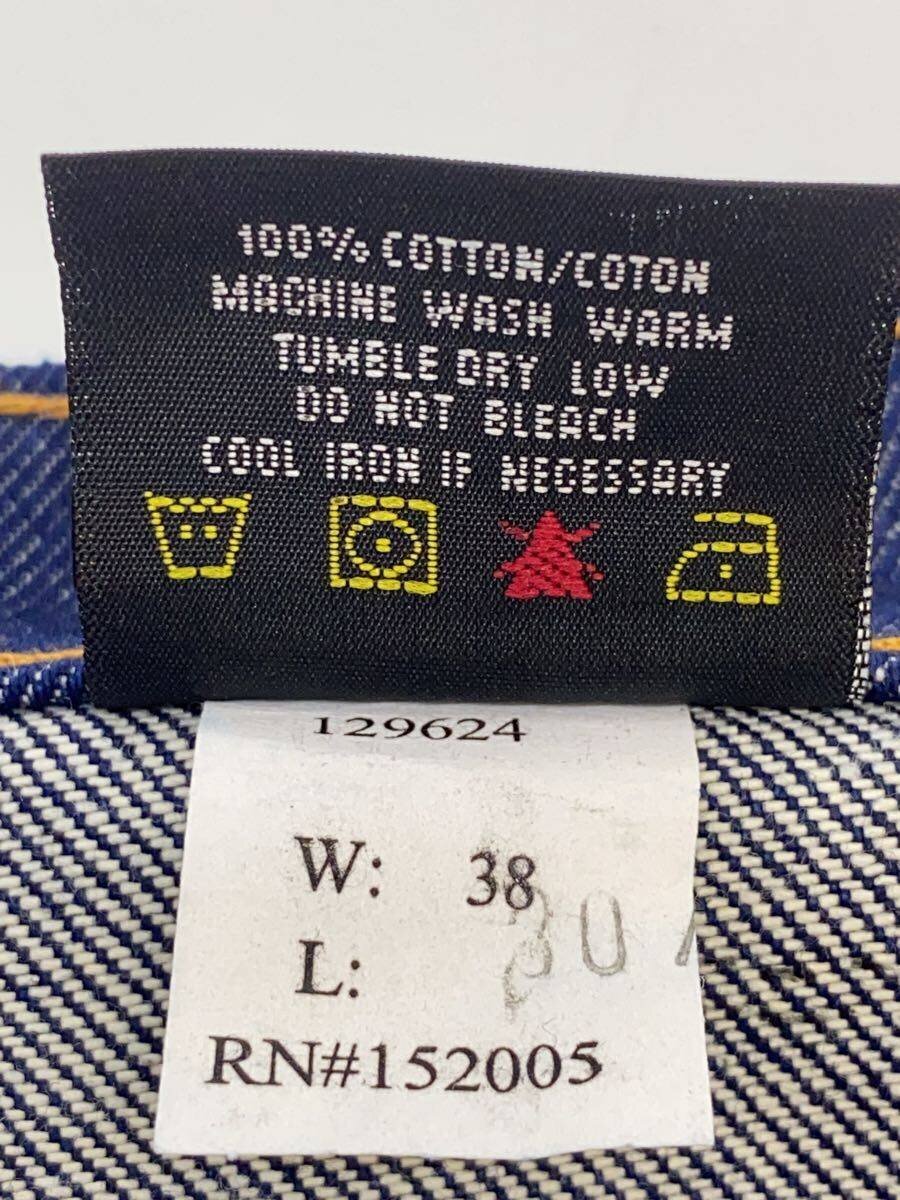 100% COTTON/COTON
MACHINE WASH WARM
TUMBLE DRY LOW
DO NOT BLEACH
COOL IRON IF NECESSARY
129624
W: 38
L:
RN#152005